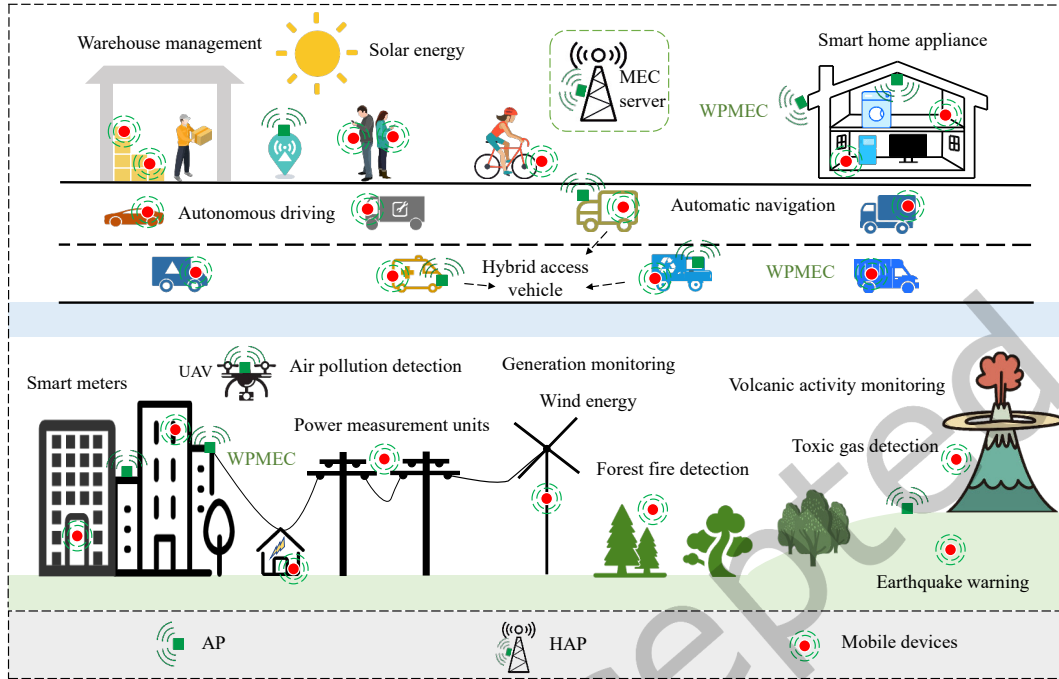 Warehouse management
Solar energy
MEC
server
Smart home appliance
WPMEC
Autonomous driving
Automatic navigation
Hybrid access
vehicle
WPMEC
Smart meters
UAV
Air pollution detection
Generation monitoring
Volcanic activity monitoring
Wind energy
Power measurement units
WPMEC
Toxic gas detection
Forest fire detection
Earthquake warning
AP
HAP
Mobile devices
epted